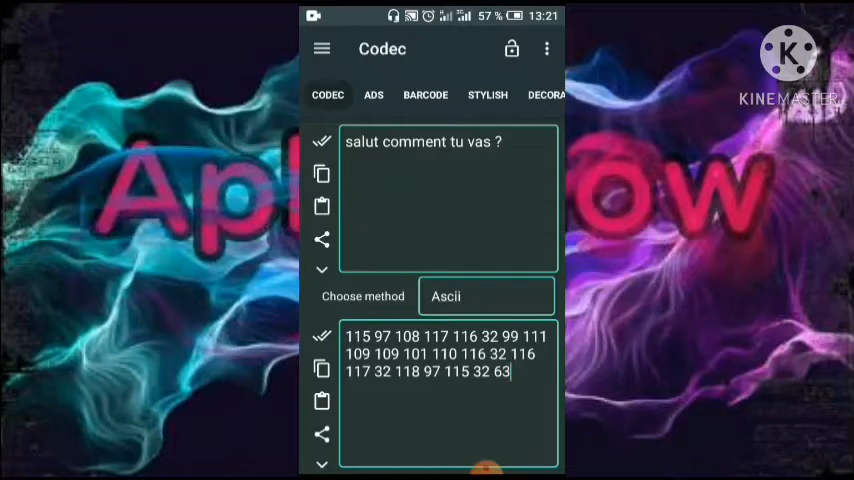 57 % 13:21
Codec
CODEC ADS BARCODE STYLISH DECORA
KINEMASTER
salut comment tu vas ?
Choose method Ascii
115 97 108 117 116 32 99 111
109 109 101 110 116 32 116
117 32 118 97 115 32 63